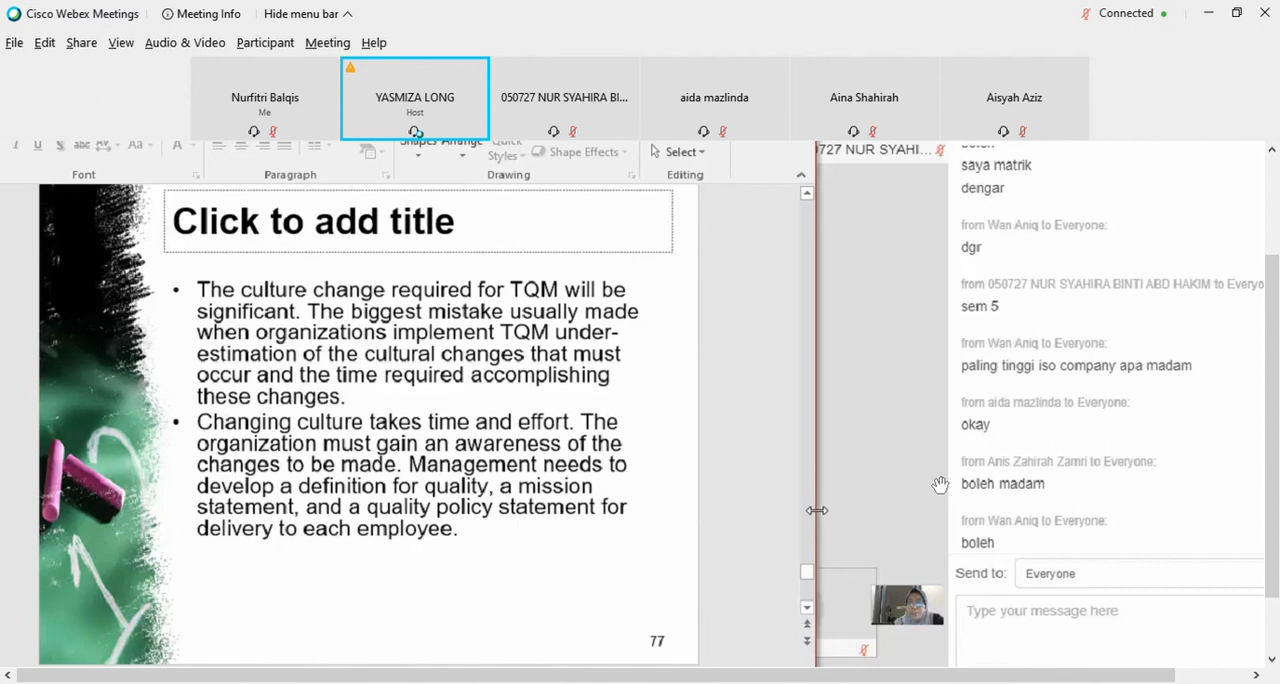 Cisco Webex Meetings
Meeting Info
Hide menu bar
Connected
File Edit Share View Audio & Video Participant Meeting Help
Nurfitri Balqis
Me
YASMIZA LONG
Host
050727 NUR SYAHIRA BI...
aida mazlinda
Aina Shahirah
Aisyah Aziz
I U S abc AV Aa A
Shapes Arrange
Quick
Styles
Shape Effects
Select
Font
Paragraph
Drawing
Editing
Click to add title
• The culture change required for TQM will be
significant. The biggest mistake usually made
when organizations implement TQM under-
estimation of the cultural changes that must
occur and the time required accomplishing
these changes.
• Changing culture takes time and effort. The
organization must gain an awareness of the
changes to be made. Management needs to
develop a definition for quality, a mission
statement, and a quality policy statement for
delivery to each employee.
77
727 NUR SYAHI...
boleh
saya matrik
dengar
from Wan Aniq to Everyone:
dgr
from 050727 NUR SYAHIRA BINTI ABD HAKIM to Everyo
sem 5
from Wan Aniq to Everyone:
paling tinggi iso company apa madam
from aida mazlinda to Everyone:
okay
from Anis Zahirah Zamri to Everyone:
boleh madam
from Wan Aniq to Everyone:
boleh
Send to: Everyone
Type your message here